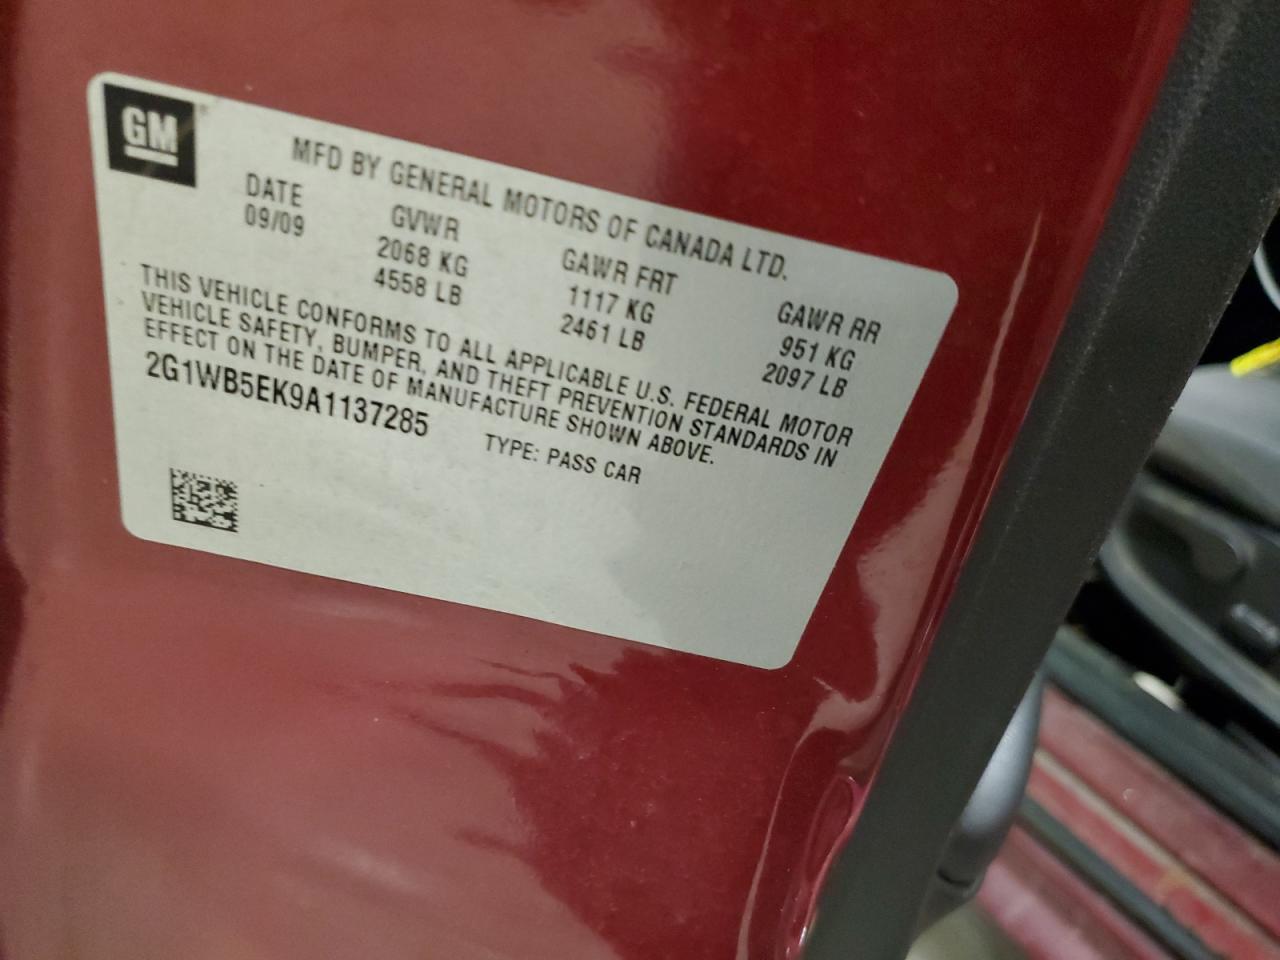 GM
MFD BY GENERAL MOTORS OF CANADA LTD.
DATE GVWR GAWR FRT GAWR RR
09/09 2068 KG 1117 KG 951 KG
4558 LB 2461 LB 2097 LB
THIS VEHICLE CONFORMS TO ALL APPLICABLE U.S. FEDERAL MOTOR
VEHICLE SAFETY, BUMPER, AND THEFT PREVENTION STANDARDS IN
EFFECT ON THE DATE OF MANUFACTURE SHOWN ABOVE.
2G1WB5EK9A1137285 TYPE: PASS CAR